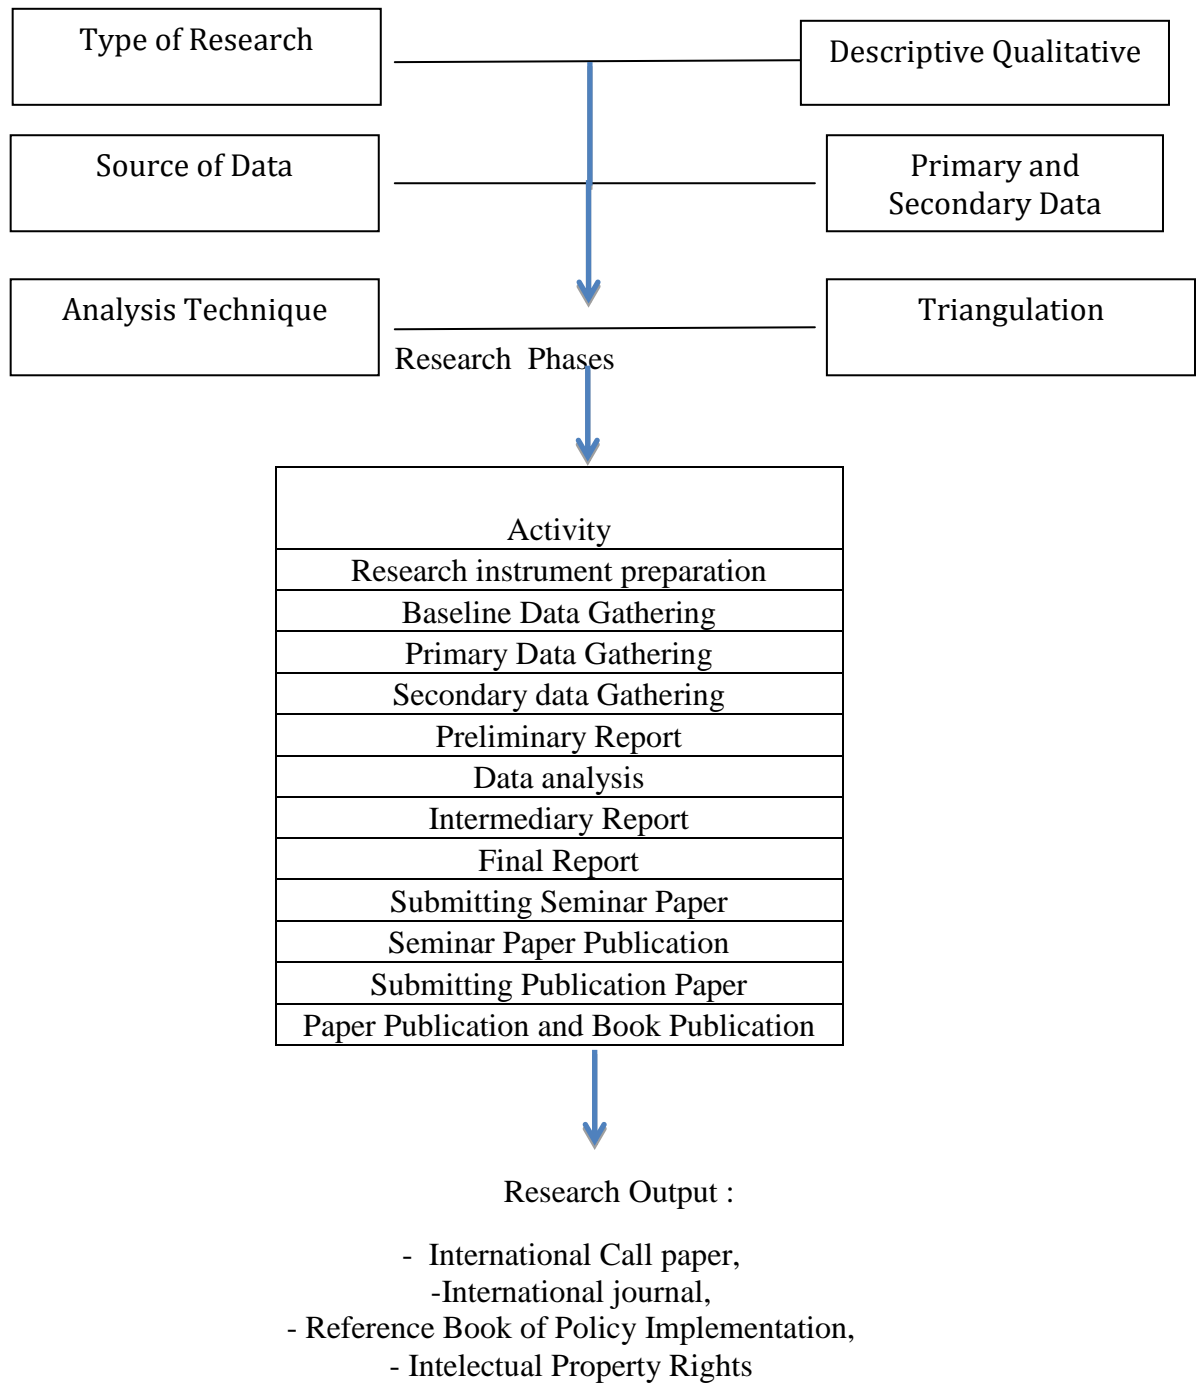 Type of Research
Descriptive Qualitative
Source of Data
Primary and
Secondary Data
Analysis Technique
Triangulation
Research Phases
Activity
Research instrument preparation
Baseline Data Gathering
Primary Data Gathering
Secondary data Gathering
Preliminary Report
Data analysis
Intermediary Report
Final Report
Submitting Seminar Paper
Seminar Paper Publication
Submitting Publication Paper
Paper Publication and Book Publication
Research Output :
- International Call paper,
-International journal,
- Reference Book of Policy Implementation,
- Intelectual Property Rights